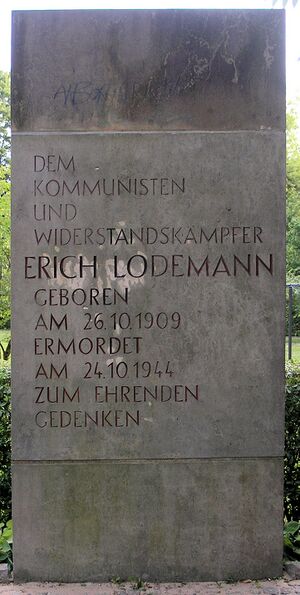 DEM
KOMMUNISTEN
UND
WIDERSTANDSKÄMPFER
ERICH LODEMANN
GEBOREN
AM 26.10.1909
ERMORDET
AM 24.10.1944
ZUM EHRENDEN
GEDENKEN